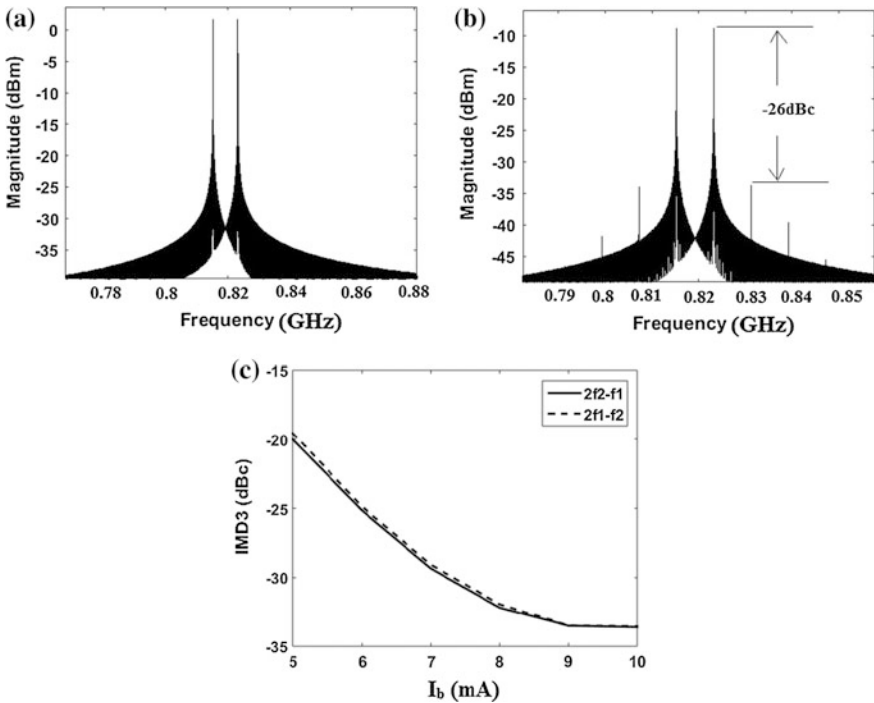 (a)
0
-5
-10
-15
-20
-25
-30
-35
Magnitude (dBm)
0.78 0.8 0.82 0.84 0.86 0.88
Frequency (GHz)
(b)
-10
-15
-20
-25
-30
-35
-40
-45
Magnitude (dBm)
-26dBc
0.79 0.8 0.81 0.82 0.83 0.84 0.85
Frequency (GHz)
(c)
-15
-20
-25
-30
-35
IMD3 (dBc)
2f2-f1
2f1-f2
5 6 7 8 9 10
Ib (mA)